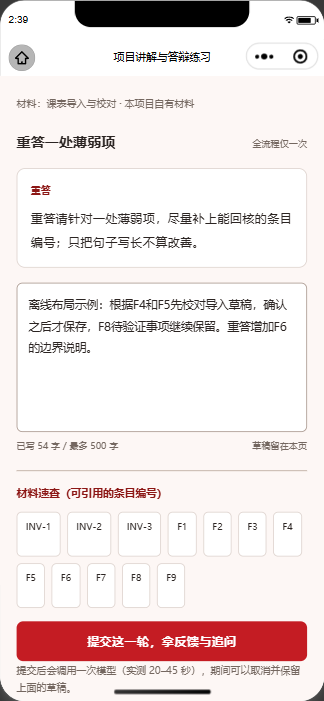 2:39
项目讲解与答辩练习
材料：课表导入与校对 · 本项目自有材料
重答一处薄弱项
全流程仅一次
重答
重答请针对一处薄弱项，尽量补上能回核的条目
编号；只把句子写长不算改善。
离线布局示例：根据F4和F5先校对导入草稿，确认
之后才保存，F8待验证事项继续保留。重答增加F6
的边界说明。
已写 54 字 / 最多 500 字
草稿留在本页
材料速查（可引用的条目编号）
INV-1 INV-2 INV-3 F1 F2 F3 F4
F5 F6 F7 F8 F9
提交这一轮，拿反馈与追问
提交后会调用一次模型（实测 20–45 秒），期间可以取消并保留
上面的草稿。